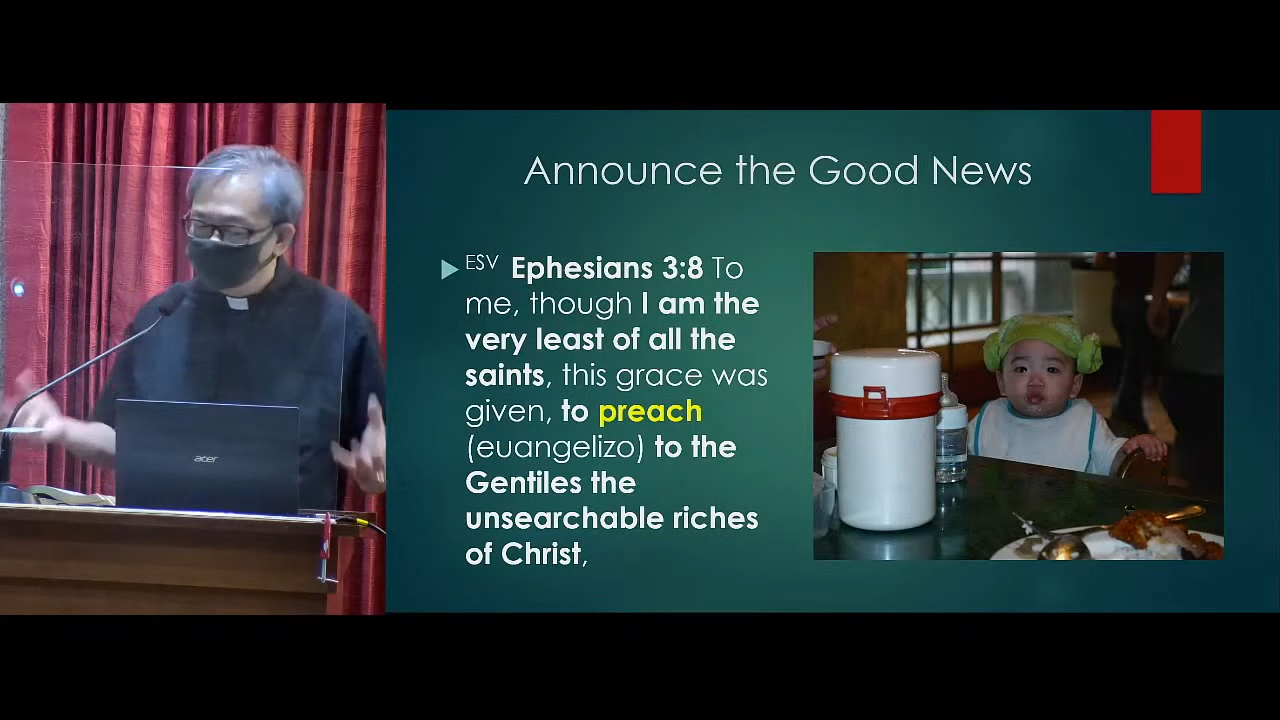 Announce the Good News
ESV Ephesians 3:8 To
me, though I am the
very least of all the
saints, this grace was
given, to preach
(euangelizo) to the
Gentiles the
unsearchable riches
of Christ,
acer